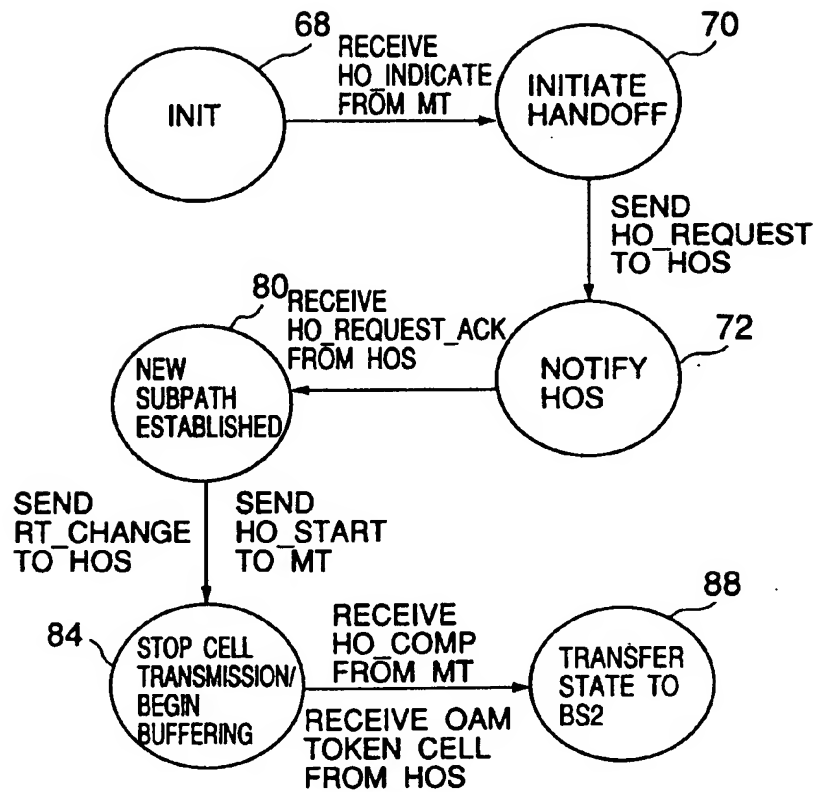 68
RECEIVE
HO_INDICATE
FROM MT
70
INIT
INITIATE
HANDOFF
SEND
HO_REQUEST
TO HOS
80
RECEIVE
HO_REQUEST_ACK
FROM HOS
72
NEW
SUBPATH
ESTABLISHED
NOTIFY
HOS
SEND
RT_CHANGE
TO HOS
SEND
HO_START
TO MT
84
STOP CELL
TRANSMISSION/
BEGIN
BUFFERING
RECEIVE
HO_COMP
FROM MT
RECEIVE OAM
TOKEN CELL
FROM HOS
88
TRANSFER
STATE TO
BS2